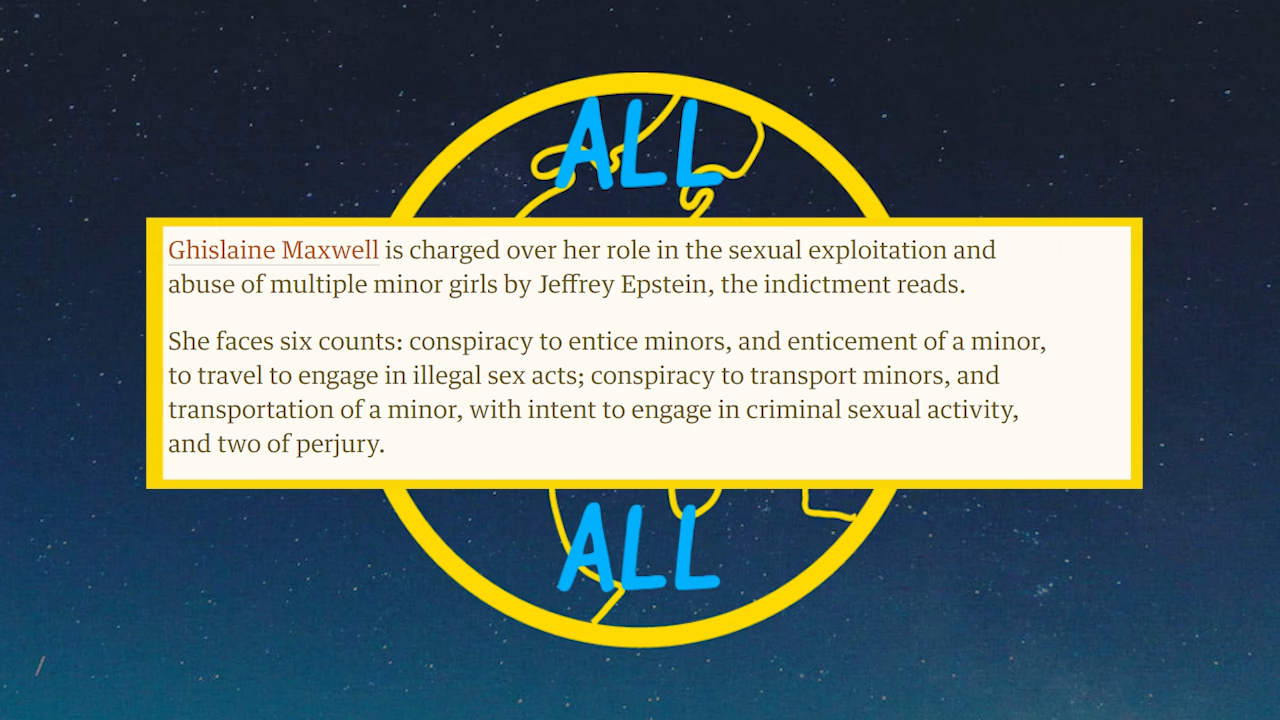 ALL
Ghislaine Maxwell is charged over her role in the sexual exploitation and
abuse of multiple minor girls by Jeffrey Epstein, the indictment reads.
She faces six counts: conspiracy to entice minors, and enticement of a minor,
to travel to engage in illegal sex acts; conspiracy to transport minors, and
transportation of a minor, with intent to engage in criminal sexual activity,
and two of perjury.
ALL